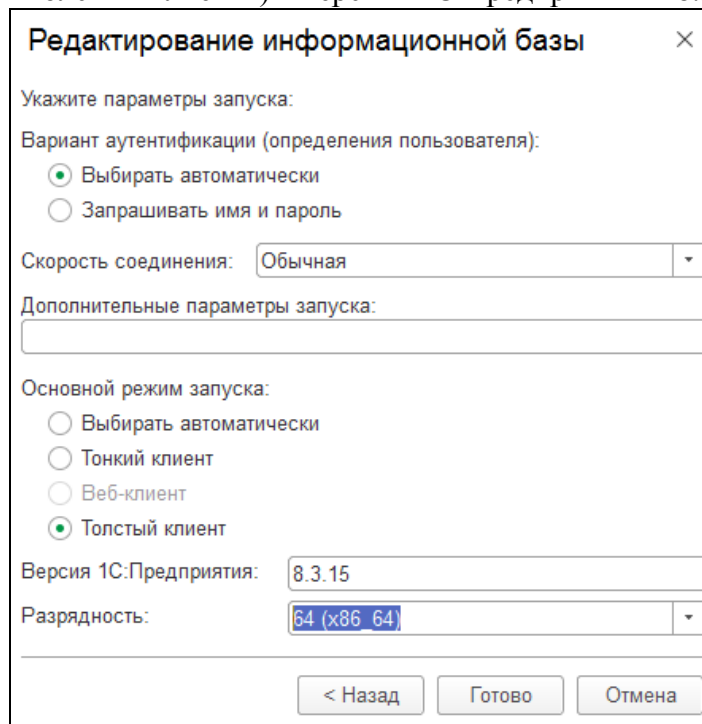 Редактирование информационной базы
Укажите параметры запуска:
Вариант аутентификации (определения пользователя):
Выбирать автоматически
Запрашивать имя и пароль
Скорость соединения: Обычная
Дополнительные параметры запуска:
Основной режим запуска:
Выбирать автоматически
Тонкий клиент
Веб-клиент
Толстый клиент
Версия 1С:Предприятия: 8.3.15
Разрядность: 64 (x86_64)
< Назад Готово Отмена